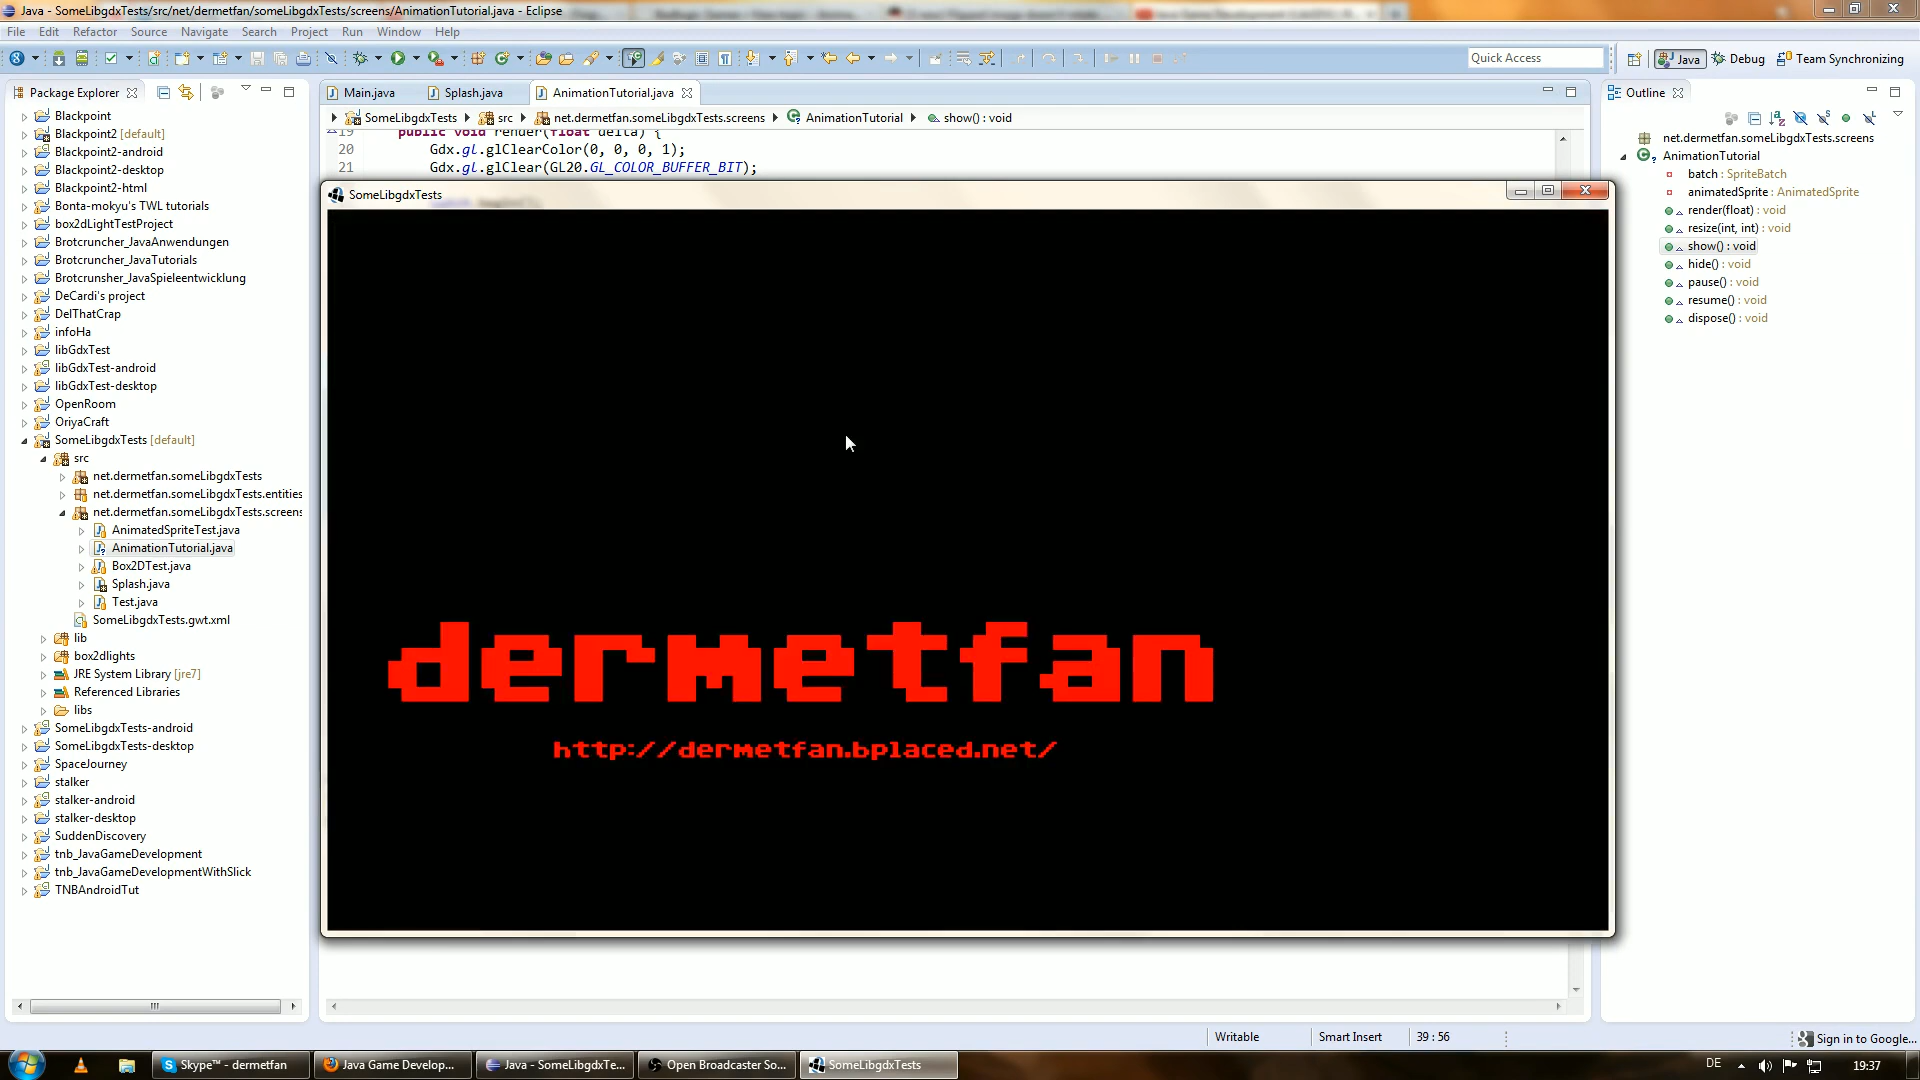 Java - SomeLibgdxTests/src/net/dermetfan/someLibgdxTests/screens/AnimationTutorial.java - Eclipse
File Edit Refactor Source Navigate Search Project Run Window Help
Quick Access
Java Debug Team Synchronizing
Package Explorer
Blackpoint
Blackpoint2 [default]
Blackpoint2-android
Blackpoint2-desktop
Blackpoint2-html
Bonta-mokyu's TWL tutorials
box2dLightTestProject
Brotcruncher_JavaAnwendungen
Brotcruncher_JavaTutorials
Brotcrunsher_JavaSpieleentwicklung
DeCardi's project
DelThatCrap
infoHa
libGdxTest
libGdxTest-android
libGdxTest-desktop
OpenRoom
OriyaCraft
SomeLibgdxTests [default]
src
net.dermetfan.someLibgdxTests
net.dermetfan.someLibgdxTests.entities
net.dermetfan.someLibgdxTests.screens
AnimatedSpriteTest.java
AnimationTutorial.java
Box2DTest.java
Splash.java
Test.java
SomeLibgdxTests.gwt.xml
lib
box2dlights
JRE System Library [jre7]
Referenced Libraries
libs
SomeLibgdxTests-android
SomeLibgdxTests-desktop
SpaceJourney
stalker
stalker-android
stalker-desktop
SuddenDiscovery
tnb_JavaGameDevelopment
tnb_JavaGameDevelopmentWithSlick
TNBAndroidTut
Main.java Splash.java AnimationTutorial.java
SomeLibgdxTests src net.dermetfan.someLibgdxTests.screens AnimationTutorial show() : void
19 public void render(float delta) {
20 Gdx.gl.glClearColor(0, 0, 0, 1);
21 Gdx.gl.glClear(GL20.GL_COLOR_BUFFER_BIT);
SomeLibgdxTests
dermetfan
http://dermetfan.bplaced.net/
Outline
net.dermetfan.someLibgdxTests.screens
AnimationTutorial
batch : SpriteBatch
animatedSprite : AnimatedSprite
render(float) : void
resize(int, int) : void
show() : void
hide() : void
pause() : void
resume() : void
dispose() : void
Writable Smart Insert 39 : 56 Sign in to Google...
Skype™ - dermetfan Java Game Develop... Java - SomeLibgdxTe... Open Broadcaster So... SomeLibgdxTests DE 19:37